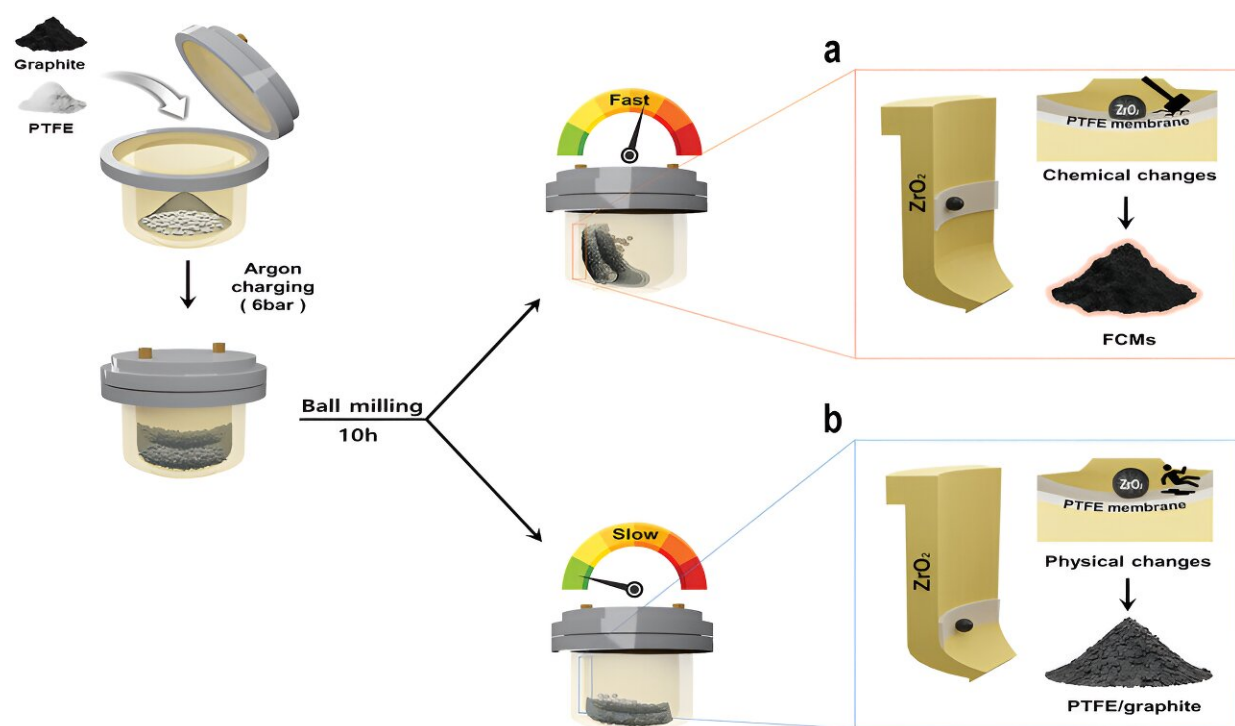 Graphite
PTFE
Argon
charging
( 6bar )
Ball milling
10h
Fast
a
ZrO₂
ZrO₂
PTFE membrane
Chemical changes
FCMs
Slow
b
ZrO₂
ZrO₂
PTFE membrane
Physical changes
PTFE/graphite